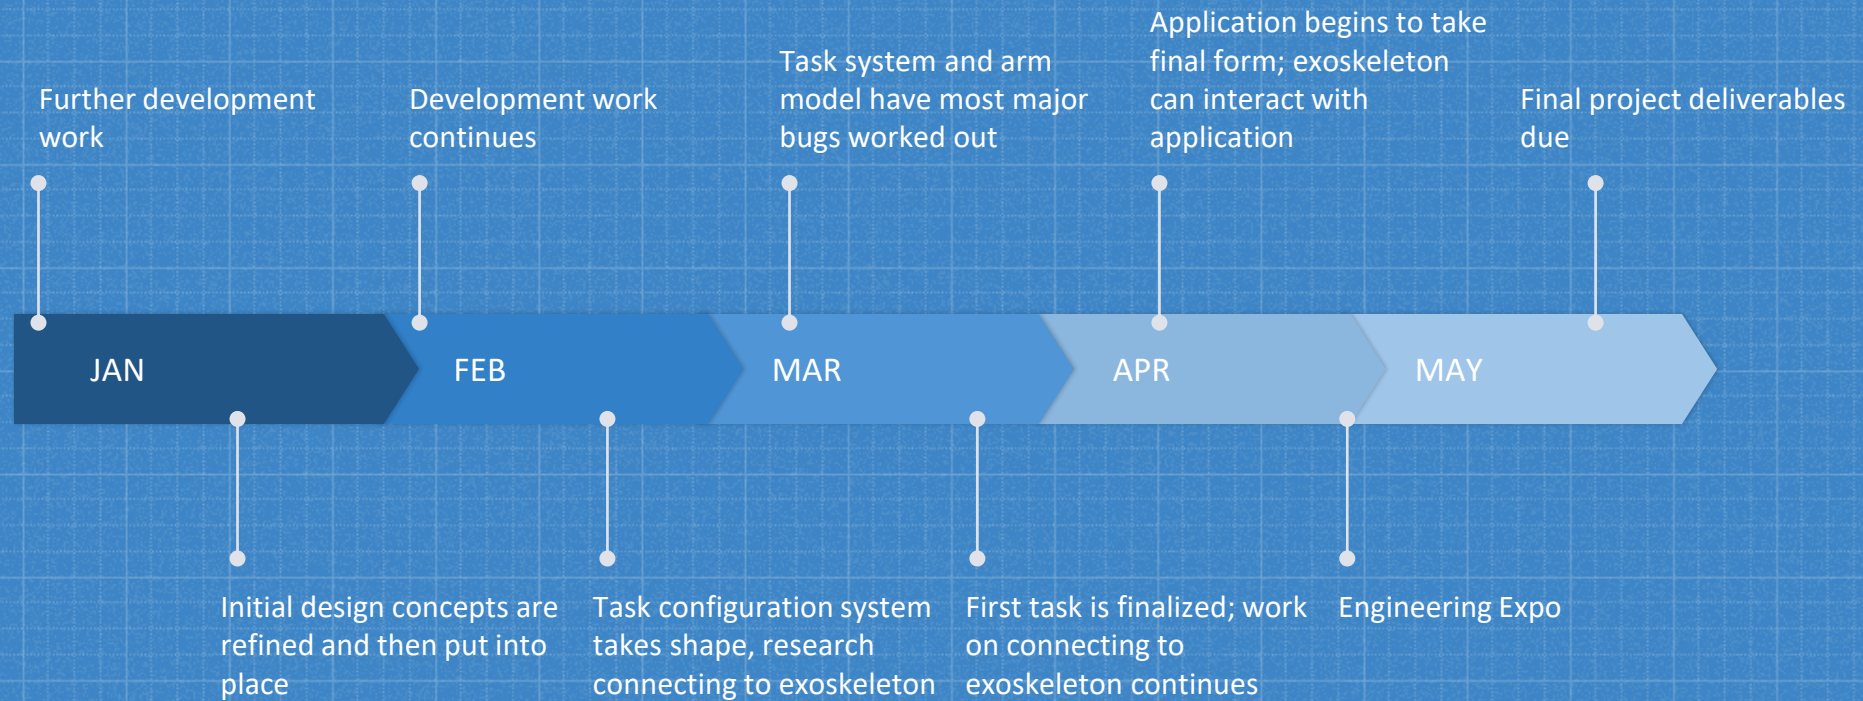 Further development
work
Development work
continues
Task system and arm
model have most major
bugs worked out
Application begins to take
final form; exoskeleton
can interact with
application
Final project deliverables
due
JAN
FEB
MAR
APR
MAY
Initial design concepts are
refined and then put into
place
Task configuration system
takes shape, research
connecting to exoskeleton
First task is finalized; work
on connecting to
exoskeleton continues
Engineering Expo